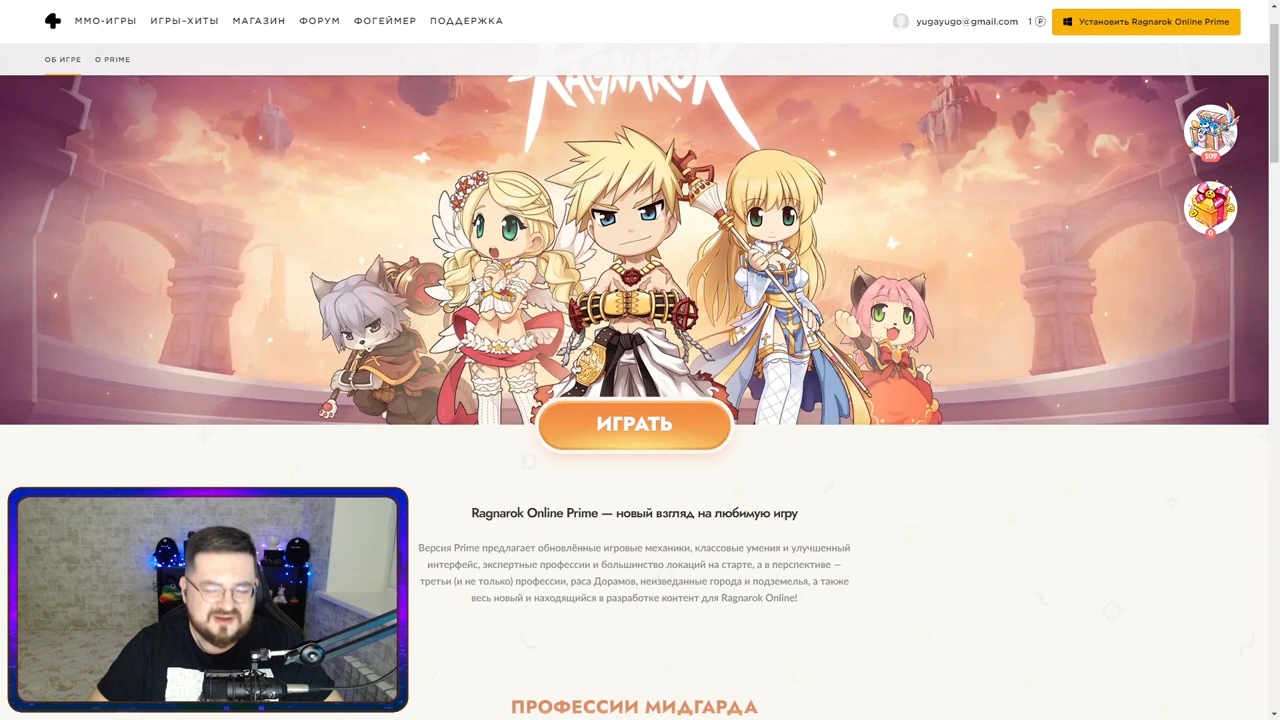 ММО-ИГРЫ ИГРЫ-ХИТЫ МАГАЗИН ФОРУМ ФОГЕЙМЕР ПОДДЕРЖКА yugayugo@gmail.com 1 ₽ Установить Ragnarok Online Prime
ОБ ИГРЕ О PRIME
RAGNARÖK
109
0
ИГРАТЬ
Ragnarok Online Prime — новый взгляд на любимую игру
Версия Prime предлагает обновлённые игровые механики, классовые умения и улучшенный
интерфейс, экспертные профессии и большинство локаций на старте, а в перспективе —
третьи (и не только) профессии, раса Дорамов, неизведанные города и подземелья, а также
весь новый и находящийся в разработке контент для Ragnarok Online!
ПРОФЕССИИ МИДГАРДА